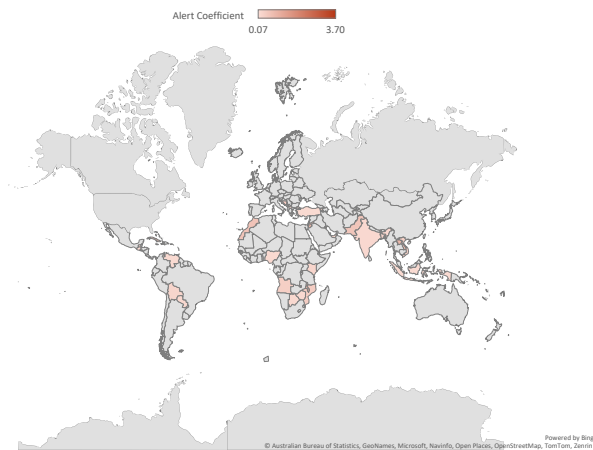 Alert Coefficient
0.07 3.70
Powered by Bing
© Australian Bureau of Statistics, GeoNames, Microsoft, Navinfo, Open Places, OpenStreetMap, TomTom, Zenrin